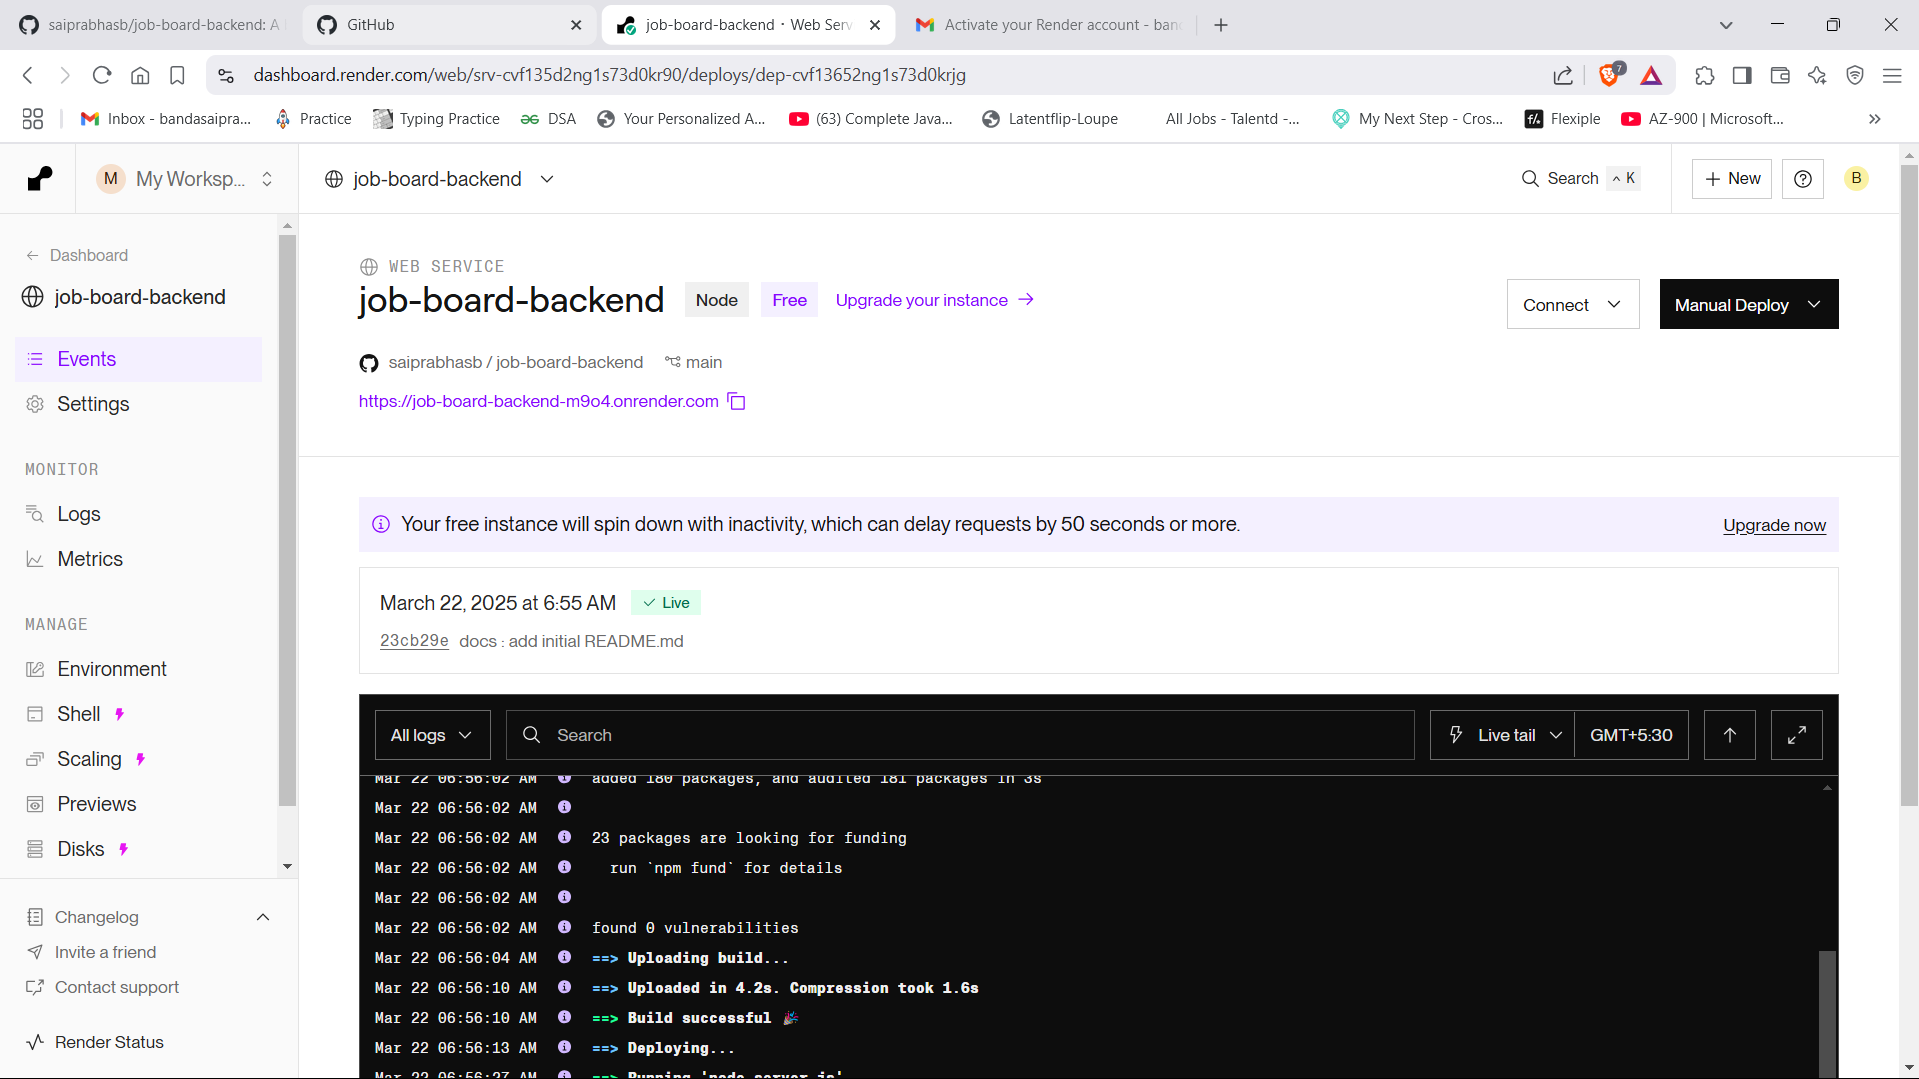 saiprabhasb/job-board-backend: A
GitHub
job-board-backend · Web Serv
Activate your Render account - band
dashboard.render.com/web/srv-cvf135d2ng1s73d0kr90/deploys/dep-cvf13652ng1s73d0krjg
7
Inbox - bandasaipra...
Practice
Typing Practice
DSA
Your Personalized A...
(63) Complete Java...
Latentflip-Loupe
All Jobs - Talentd -...
My Next Step - Cros...
Flexiple
AZ-900 | Microsoft...
M
My Worksp...
job-board-backend
Search
K
+ New
B
Dashboard
job-board-backend
Events
Settings
MONITOR
Logs
Metrics
MANAGE
Environment
Shell
Scaling
Previews
Disks
Changelog
Invite a friend
Contact support
Render Status
WEB SERVICE
job-board-backend
Node
Free
Upgrade your instance
Connect
Manual Deploy
saiprabhasb / job-board-backend
main
https://job-board-backend-m9o4.onrender.com
Your free instance will spin down with inactivity, which can delay requests by 50 seconds or more.
Upgrade now
March 22, 2025 at 6:55 AM
Live
23cb29e docs : add initial README.md
All logs
Search
Live tail
GMT+5:30
Mar 22 06:56:02 AM added 180 packages, and audited 181 packages in 3s
Mar 22 06:56:02 AM
Mar 22 06:56:02 AM 23 packages are looking for funding
Mar 22 06:56:02 AM run `npm fund` for details
Mar 22 06:56:02 AM
Mar 22 06:56:02 AM found 0 vulnerabilities
Mar 22 06:56:04 AM ==> Uploading build...
Mar 22 06:56:10 AM ==> Uploaded in 4.2s. Compression took 1.6s
Mar 22 06:56:10 AM ==> Build successful 🎉
Mar 22 06:56:13 AM ==> Deploying...
Mar 22 06:56:27 AM ==> Running 'node server.js'